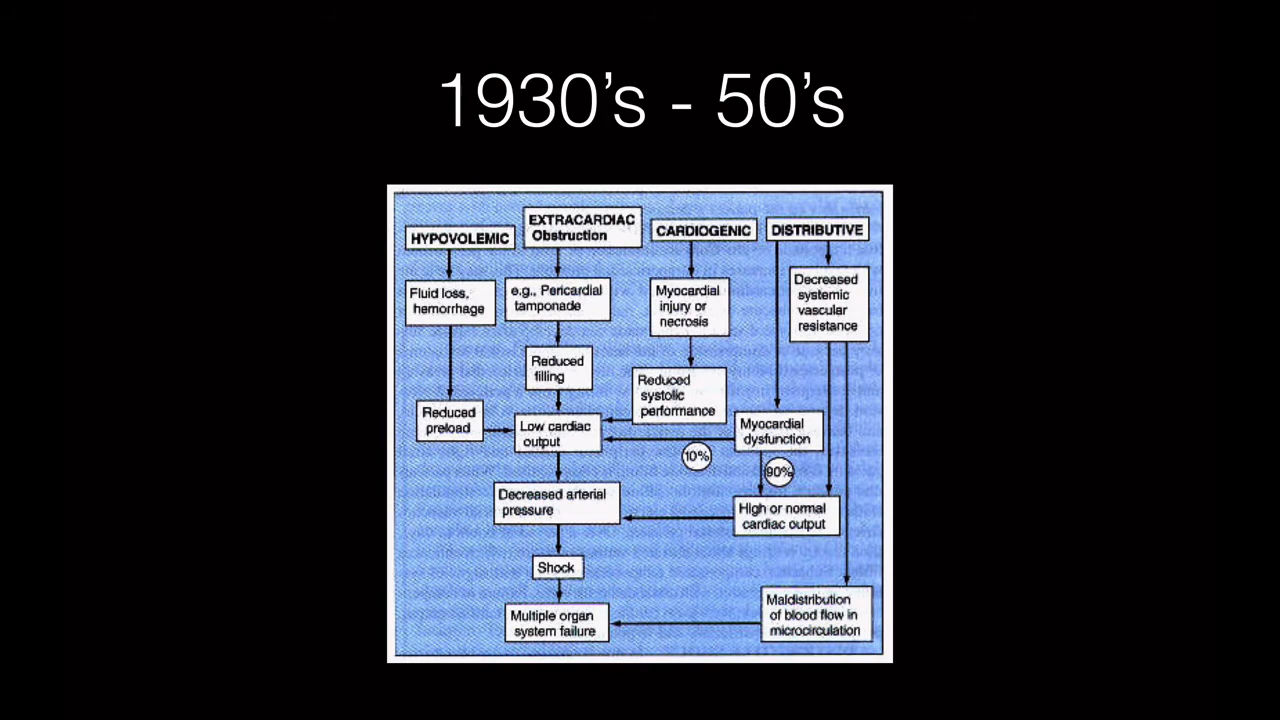 1930's - 50's
HYPOVOLEMIC
EXTRACARDIAC
Obstruction
CARDIOGENIC
DISTRIBUTIVE
Fluid loss,
hemorrhage
e.g., Pericardial
tamponade
Myocardial
injury or
necrosis
Decreased
systemic
vascular
resistance
Reduced
filling
Reduced
systolic
performance
Reduced
preload
Low cardiac
output
Myocardial
dysfunction
10%
90%
Decreased arterial
pressure
High or normal
cardiac output
Shock
Multiple organ
system failure
Maldistribution
of blood flow in
microcirculation